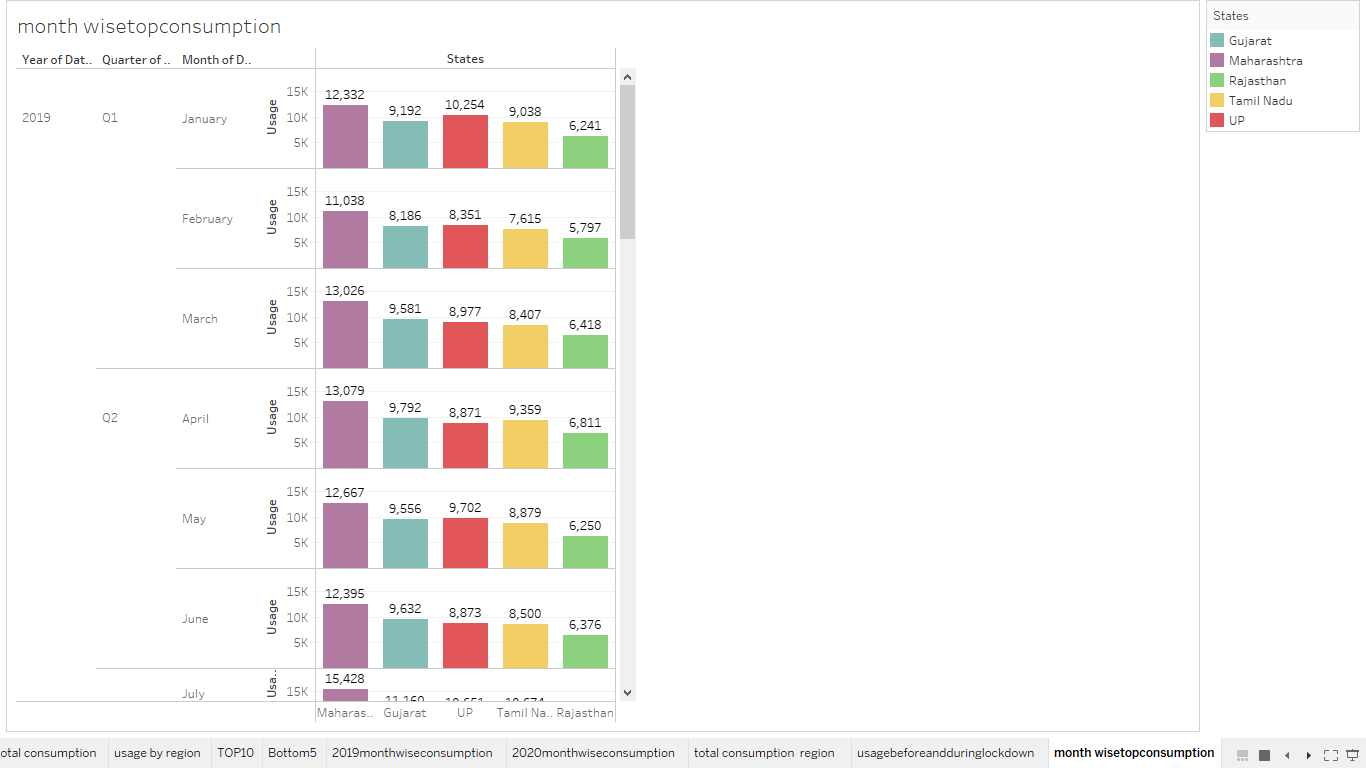 month wisetopconsumption
Year of Dat.. Quarter of .. Month of D.. States
2019 Q1 January Usage 15K 10K 5K 12,332 9,192 10,254 9,038 6,241
February Usage 15K 10K 5K 11,038 8,186 8,351 7,615 5,797
March Usage 15K 10K 5K 13,026 9,581 8,977 8,407 6,418
Q2 April Usage 15K 10K 5K 13,079 9,792 8,871 9,359 6,811
May Usage 15K 10K 5K 12,667 9,556 9,702 8,879 6,250
June Usage 15K 10K 5K 12,395 9,632 8,873 8,500 6,376
July Usa.. 15K 15,428
Maharas.. Gujarat UP Tamil Na.. Rajasthan
States
Gujarat
Maharashtra
Rajasthan
Tamil Nadu
UP
otal consumption usage by region TOP10 Bottom5 2019monthwiseconsumption 2020monthwiseconsumption total consumption region usagebeforeandduringlockdown month wisetopconsumption